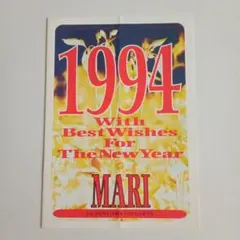 1994
With
Best Wishes
For
The New Year
MARI